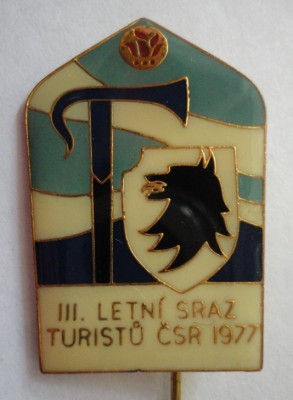 III. LETNÍ SRAZ
TURISTŮ ČSR 1977